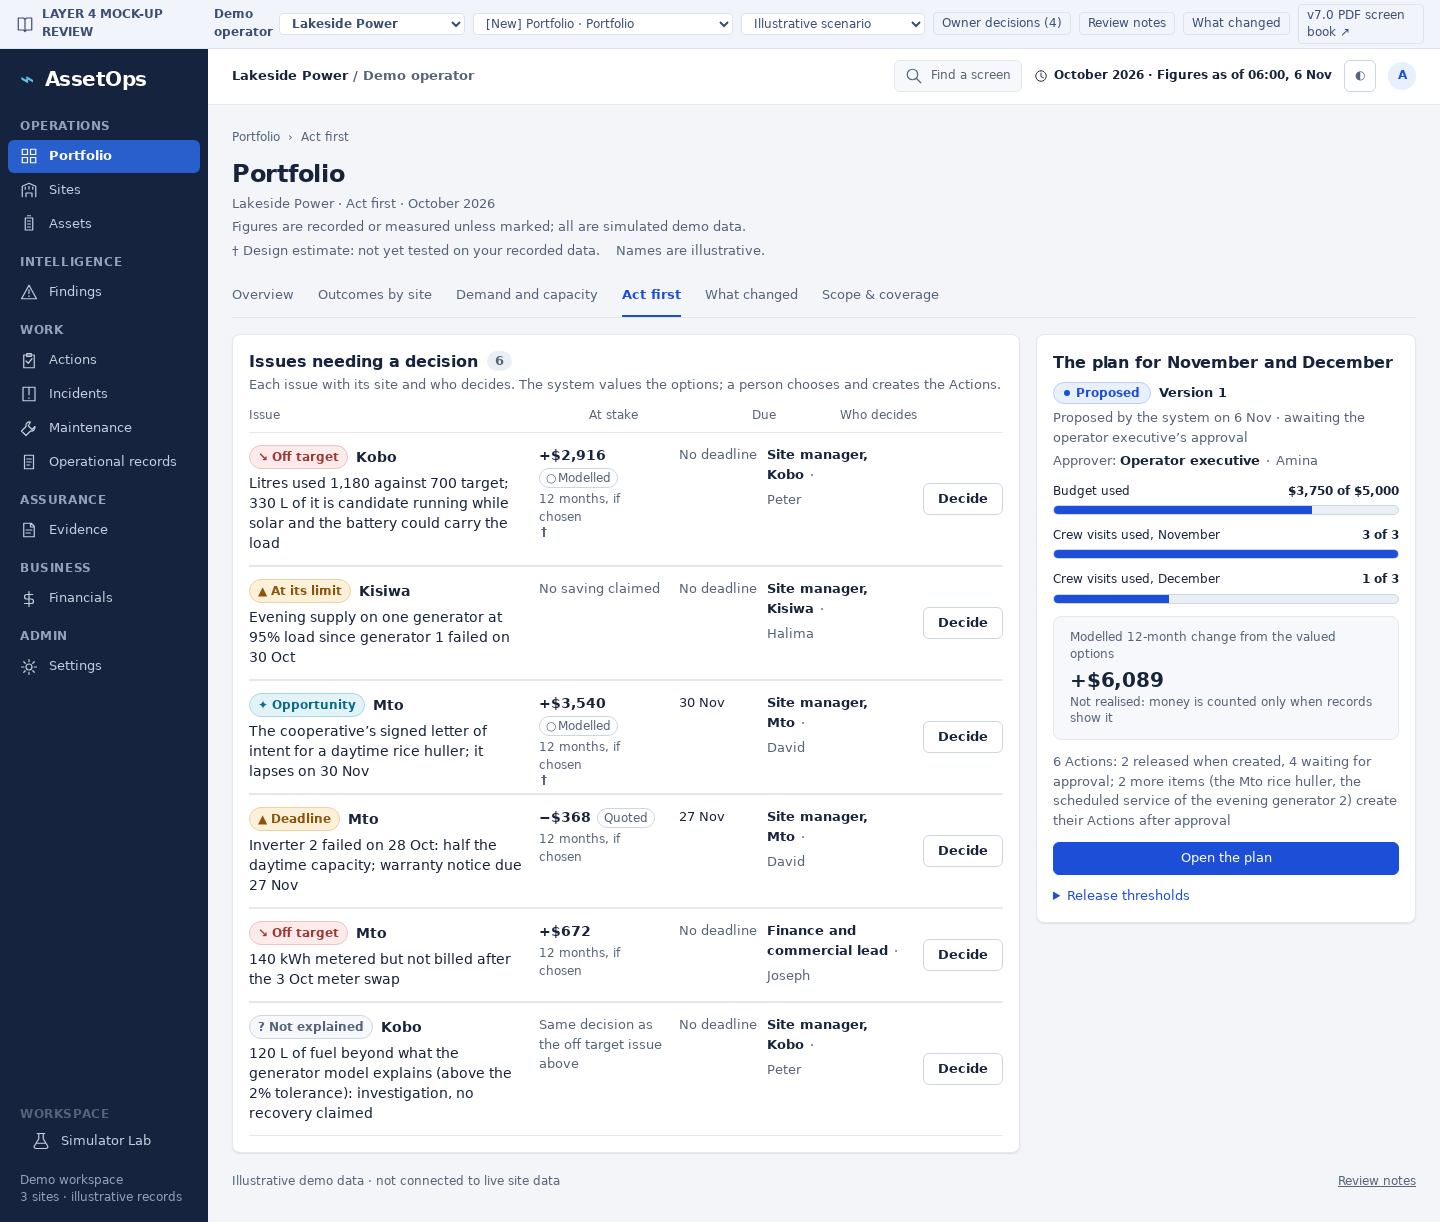 LAYER 4 MOCK-UP REVIEW
Demo operator
Lakeside Power
[New] Portfolio · Portfolio
Illustrative scenario
Owner decisions (4)
Review notes
What changed
v7.0 PDF screen book ↗
AssetOps
OPERATIONS
Portfolio
Sites
Assets
INTELLIGENCE
Findings
WORK
Actions
Incidents
Maintenance
Operational records
ASSURANCE
Evidence
BUSINESS
Financials
ADMIN
Settings
WORKSPACE
Simulator Lab
Demo workspace
3 sites · illustrative records
Lakeside Power / Demo operator
Find a screen
October 2026 · Figures as of 06:00, 6 Nov
A
Portfolio › Act first
Portfolio
Lakeside Power · Act first · October 2026
Figures are recorded or measured unless marked; all are simulated demo data.
† Design estimate: not yet tested on your recorded data. Names are illustrative.
Overview
Outcomes by site
Demand and capacity
Act first
What changed
Scope & coverage
Issues needing a decision 6
Each issue with its site and who decides. The system values the options; a person chooses and creates the Actions.
Issue
At stake
Due
Who decides
↘ Off target Kobo
Litres used 1,180 against 700 target;
330 L of it is candidate running while
solar and the battery could carry the
load
+$2,916
○ Modelled
12 months, if
chosen
†
No deadline
Site manager,
Kobo ·
Peter
Decide
▲ At its limit Kisiwa
Evening supply on one generator at
95% load since generator 1 failed on
30 Oct
No saving claimed
No deadline
Site manager,
Kisiwa ·
Halima
Decide
✦ Opportunity Mto
The cooperative’s signed letter of
intent for a daytime rice huller; it
lapses on 30 Nov
+$3,540
○ Modelled
12 months, if
chosen
†
30 Nov
Site manager,
Mto ·
David
Decide
▲ Deadline Mto
Inverter 2 failed on 28 Oct: half the
daytime capacity; warranty notice due
27 Nov
−$368 Quoted
12 months, if
chosen
27 Nov
Site manager,
Mto ·
David
Decide
↘ Off target Mto
140 kWh metered but not billed after
the 3 Oct meter swap
+$672
12 months, if
chosen
No deadline
Finance and
commercial lead ·
Joseph
Decide
? Not explained Kobo
120 L of fuel beyond what the
generator model explains (above the
2% tolerance): investigation, no
recovery claimed
Same decision as
the off target issue
above
No deadline
Site manager,
Kobo ·
Peter
Decide
The plan for November and December
Proposed Version 1
Proposed by the system on 6 Nov · awaiting the
operator executive’s approval
Approver: Operator executive · Amina
Budget used $3,750 of $5,000
Crew visits used, November 3 of 3
Crew visits used, December 1 of 3
Modelled 12-month change from the valued
options
+$6,089
Not realised: money is counted only when records
show it
6 Actions: 2 released when created, 4 waiting for
approval; 2 more items (the Mto rice huller, the
scheduled service of the evening generator 2) create
their Actions after approval
Open the plan
▶ Release thresholds
Illustrative demo data · not connected to live site data
Review notes